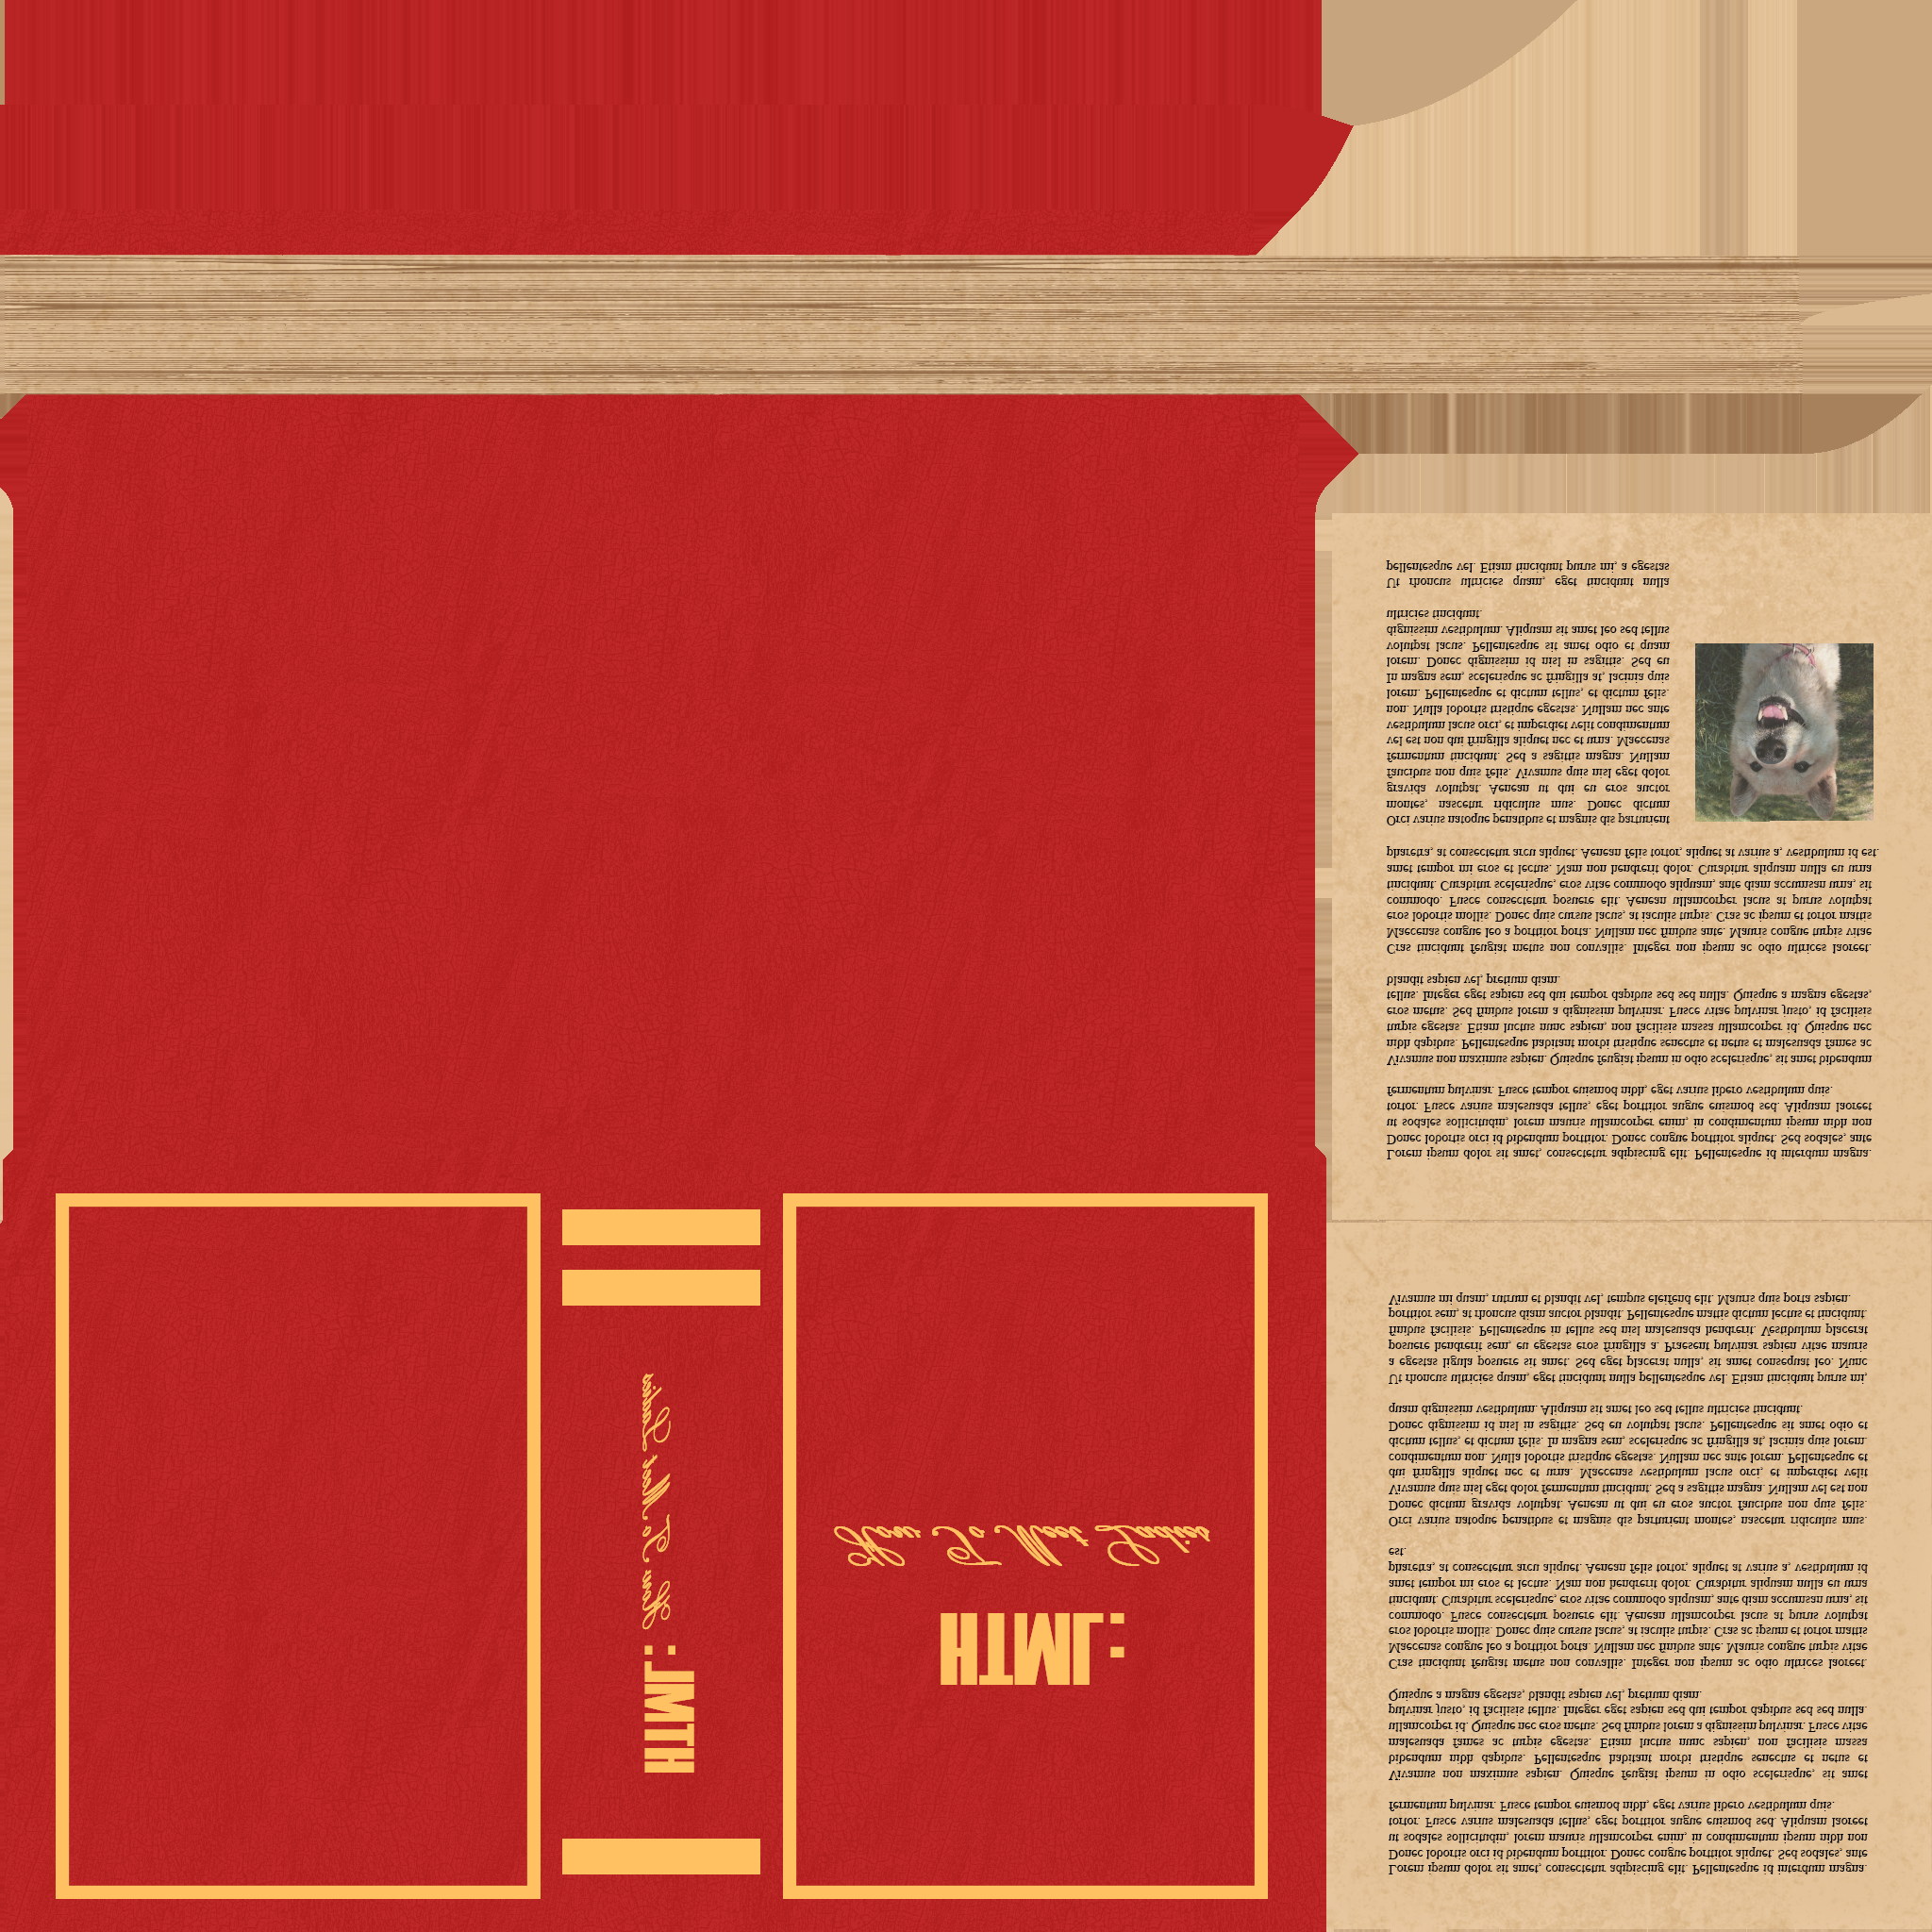 HTML:
How To Meet Ladies
HTML: How To Meet Ladies
Lorem ipsum dolor sit amet, consectetur adipiscing elit. Pellentesque id interdum magna.
Donec lobortis orci id bibendum porttitor. Donec congue porttitor aliquet. Sed sodales, ante
ut sodales sollicitudin, lorem mauris ullamcorper enim, in condimentum ipsum nibh non
tortor. Fusce varius malesuada tellus, eget porttitor augue euismod sed. Aliquam laoreet
fermentum pulvinar. Fusce tempor euismod nibh, eget varius libero vestibulum quis.
Vivamus non maximus sapien. Quisque feugiat ipsum in odio scelerisque, sit amet bibendum
nibh dapibus. Pellentesque habitant morbi tristique senectus et netus et malesuada fames ac
turpis egestas. Etiam luctus nunc sapien, non facilisis massa ullamcorper id. Quisque nec
eros metus. Sed finibus lorem a dignissim pulvinar. Fusce vitae pulvinar justo, id facilisis
tellus. Integer eget sapien sed dui tempor dapibus sed sed nulla. Quisque a magna egestas,
blandit sapien vel, pretium diam.
Cras tincidunt feugiat metus non convallis. Integer non ipsum ac odio ultrices laoreet.
Maecenas congue leo a porttitor porta. Nullam nec finibus ante. Mauris congue turpis vitae
eros lobortis mollis. Donec quis cursus lacus, at iaculis turpis. Cras ac ipsum et tortor mattis
commodo. Fusce consectetur posuere elit. Aenean ullamcorper lacus at purus volutpat
tincidunt. Curabitur scelerisque, eros vitae commodo aliquam, ante diam accumsan urna, sit
amet tempor mi eros et lectus. Nam non hendrerit dolor. Curabitur aliquam nulla eu urna
pharetra, at consectetur arcu aliquet. Aenean felis tortor, aliquet at varius a, vestibulum id est.
Orci varius natoque penatibus et magnis dis parturient
montes, nascetur ridiculus mus. Donec dictum
gravida volutpat. Aenean ut dui eu eros auctor
faucibus non quis felis. Vivamus quis nisl eget dolor
fermentum tincidunt. Sed a sagittis magna. Nullam
vel est non dui fringilla aliquet nec et urna. Maecenas
vestibulum lacus orci, et imperdiet velit condimentum
non. Nulla lobortis tristique egestas. Nullam nec ante
lorem. Pellentesque et dictum tellus, et dictum felis.
In magna sem, scelerisque ac fringilla at, lacinia quis
lorem. Donec dignissim id nisl in sagittis. Sed eu
volutpat lacus. Pellentesque sit amet odio et quam
dignissim vestibulum. Aliquam sit amet leo sed tellus
ultricies tincidunt.
Ut rhoncus ultricies quam, eget tincidunt nulla
pellentesque vel. Etiam tincidunt purus mi, a egestas
Lorem ipsum dolor sit amet, consectetur adipiscing elit. Pellentesque id interdum magna.
Donec lobortis orci id bibendum porttitor. Donec congue porttitor aliquet. Sed sodales, ante
ut sodales sollicitudin, lorem mauris ullamcorper enim, in condimentum ipsum nibh non
tortor. Fusce varius malesuada tellus, eget porttitor augue euismod sed. Aliquam laoreet
fermentum pulvinar. Fusce tempor euismod nibh, eget varius libero vestibulum quis.
Vivamus non maximus sapien. Quisque feugiat ipsum in odio scelerisque, sit amet
bibendum nibh dapibus. Pellentesque habitant morbi tristique senectus et netus et
malesuada fames ac turpis egestas. Etiam luctus nunc sapien, non facilisis massa
ullamcorper id. Quisque nec eros metus. Sed finibus lorem a dignissim pulvinar. Fusce vitae
pulvinar justo, id facilisis tellus. Integer eget sapien sed dui tempor dapibus sed sed nulla.
Quisque a magna egestas, blandit sapien vel, pretium diam.
Cras tincidunt feugiat metus non convallis. Integer non ipsum ac odio ultrices laoreet.
Maecenas congue leo a porttitor porta. Nullam nec finibus ante. Mauris congue turpis vitae
eros lobortis mollis. Donec quis cursus lacus, at iaculis turpis. Cras ac ipsum et tortor mattis
commodo. Fusce consectetur posuere elit. Aenean ullamcorper lacus at purus volutpat
tincidunt. Curabitur scelerisque, eros vitae commodo aliquam, ante diam accumsan urna, sit
amet tempor mi eros et lectus. Nam non hendrerit dolor. Curabitur aliquam nulla eu urna
pharetra, at consectetur arcu aliquet. Aenean felis tortor, aliquet at varius a, vestibulum id
est.
Orci varius natoque penatibus et magnis dis parturient montes, nascetur ridiculus mus.
Donec dictum gravida volutpat. Aenean ut dui eu eros auctor faucibus non quis felis.
Vivamus quis nisl eget dolor fermentum tincidunt. Sed a sagittis magna. Nullam vel est non
dui fringilla aliquet nec et urna. Maecenas vestibulum lacus orci, et imperdiet velit
condimentum non. Nulla lobortis tristique egestas. Nullam nec ante lorem. Pellentesque et
dictum tellus, et dictum felis. In magna sem, scelerisque ac fringilla at, lacinia quis lorem.
Donec dignissim id nisl in sagittis. Sed eu volutpat lacus. Pellentesque sit amet odio et
quam dignissim vestibulum. Aliquam sit amet leo sed tellus ultricies tincidunt.
Ut rhoncus ultricies quam, eget tincidunt nulla pellentesque vel. Etiam tincidunt purus mi,
a egestas ligula posuere sit amet. Sed eget placerat nulla, sit amet consequat leo. Nunc
posuere hendrerit sem, eu egestas eros fringilla a. Praesent pulvinar sapien vitae mauris
finibus facilisis. Pellentesque in tellus sed nisl malesuada hendrerit. Vestibulum placerat
porttitor sem, at rhoncus diam auctor blandit. Pellentesque mattis dictum lectus et tincidunt.
Vivamus mi quam, rutrum et blandit vel, tempus eleifend elit. Mauris quis porta sapien.